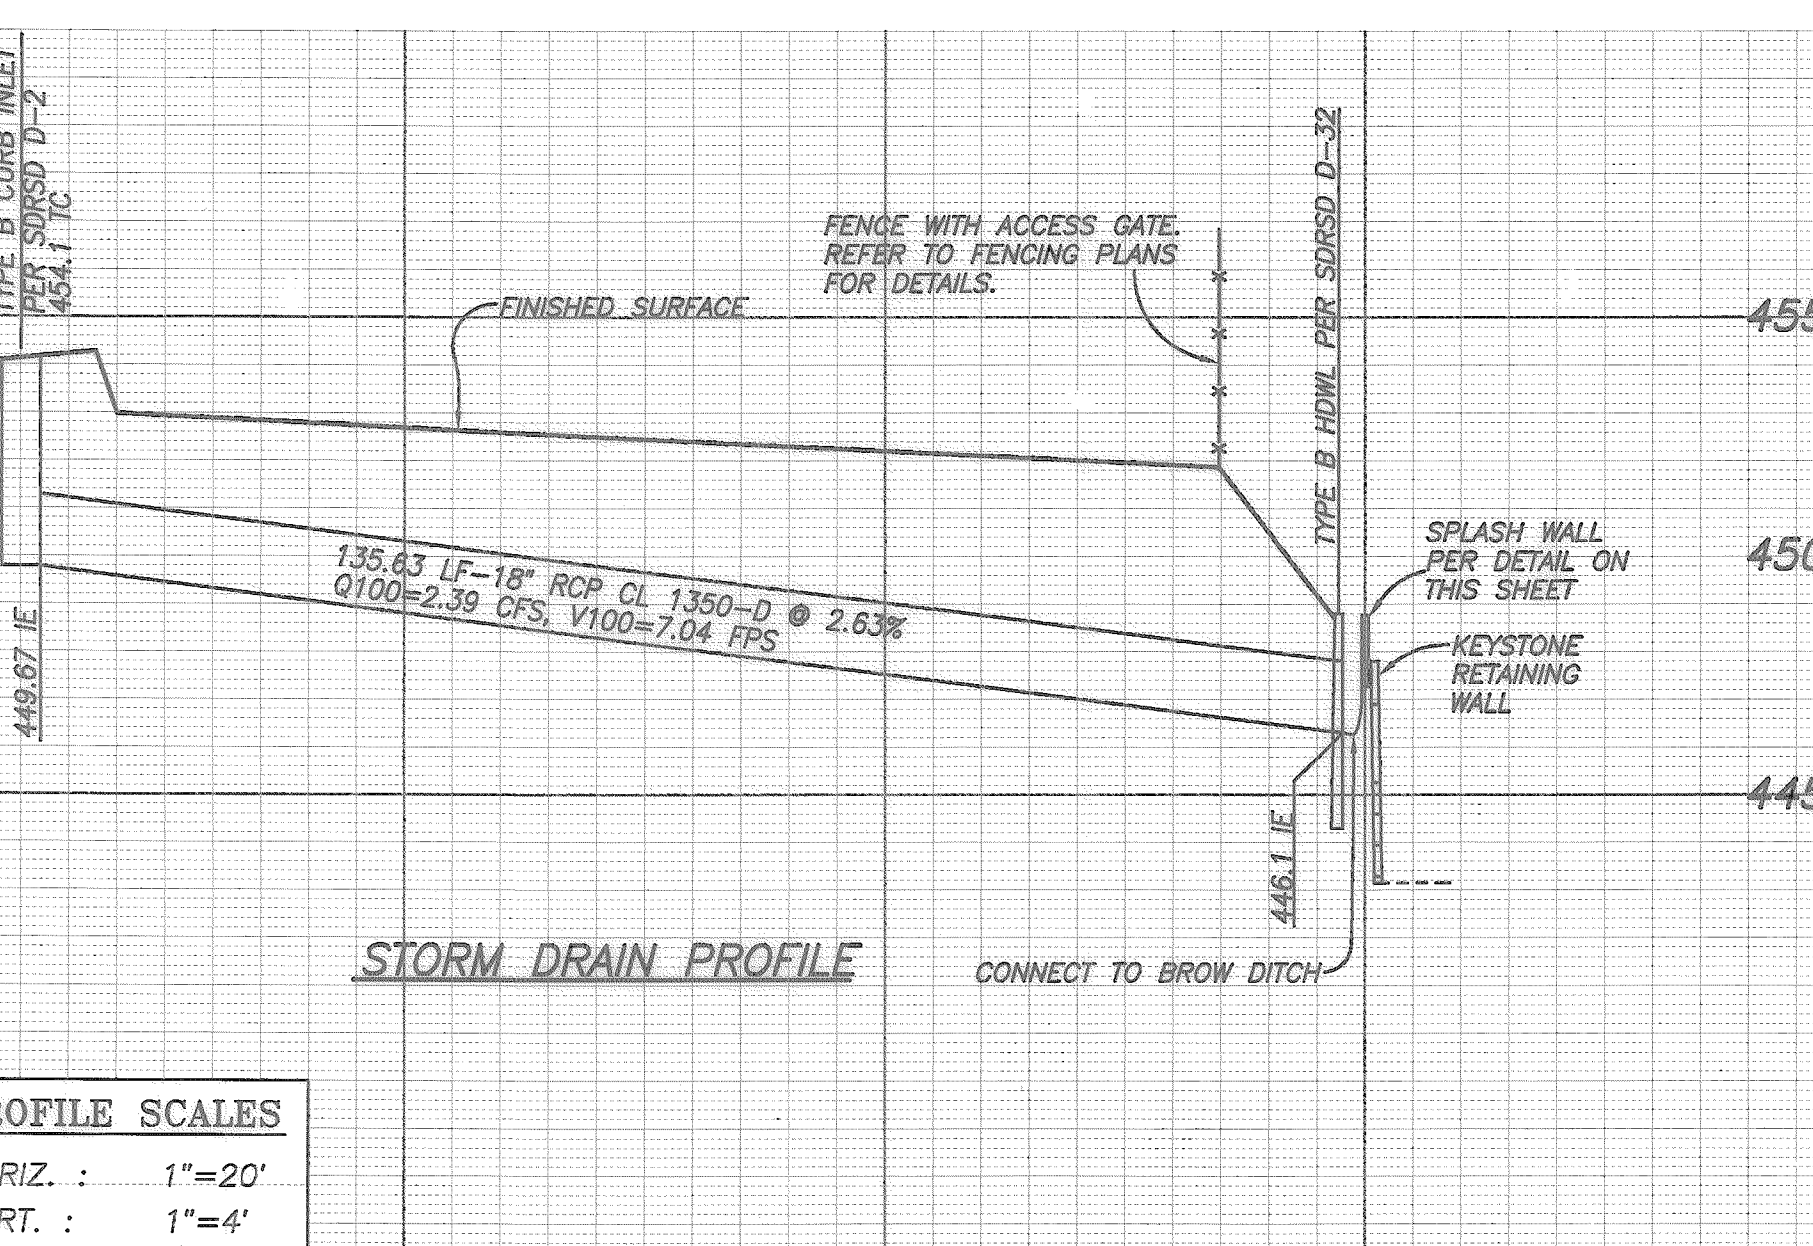 TYPE B CURB INLET
PER SDRSD D-2
454.1 TC
FINISHED SURFACE
FENCE WITH ACCESS GATE.
REFER TO FENCING PLANS
FOR DETAILS.
TYPE B HDWL PER SDRSD D-32
455
SPLASH WALL
PER DETAIL ON
THIS SHEET
450
135.63 LF-18" RCP CL 1350-D @ 2.63%
Q100=2.39 CFS, V100=7.04 FPS
449.67 IE
KEYSTONE
RETAINING
WALL
445
446.1 IE
STORM DRAIN PROFILE
CONNECT TO BROW DITCH
OFILE SCALES
RIZ. : 1"=20'
RT. : 1"=4'